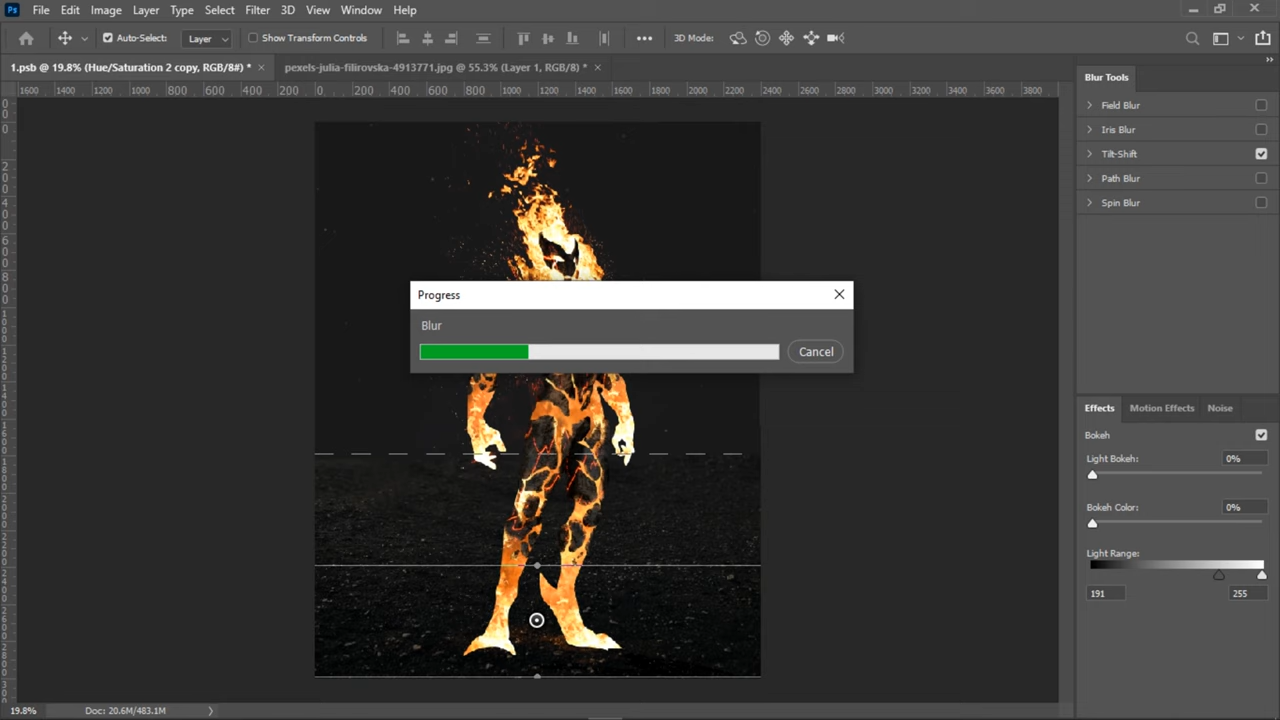 Ps File Edit Image Layer Type Select Filter 3D View Window Help
Auto-Select: Layer Show Transform Controls 3D Mode:
1.psb @ 19.8% (Hue/Saturation 2 copy, RGB/8#) * pexels-julia-filirovska-4913771.jpg @ 55.3% (Layer 1, RGB/8) *
1600 1400 1200 1000 800 600 400 200 0 200 400 600 800 1000 1200 1400 1600 1800 2000 2200 2400 2600 2800 3000 3200 3400 3600 3800
Blur Tools
Field Blur
Iris Blur
Tilt-Shift
Path Blur
Spin Blur
Progress
Blur
Cancel
Effects Motion Effects Noise
Bokeh
Light Bokeh: 0%
Bokeh Color: 0%
Light Range:
191 255
19.8% Doc: 20.6M/483.1M